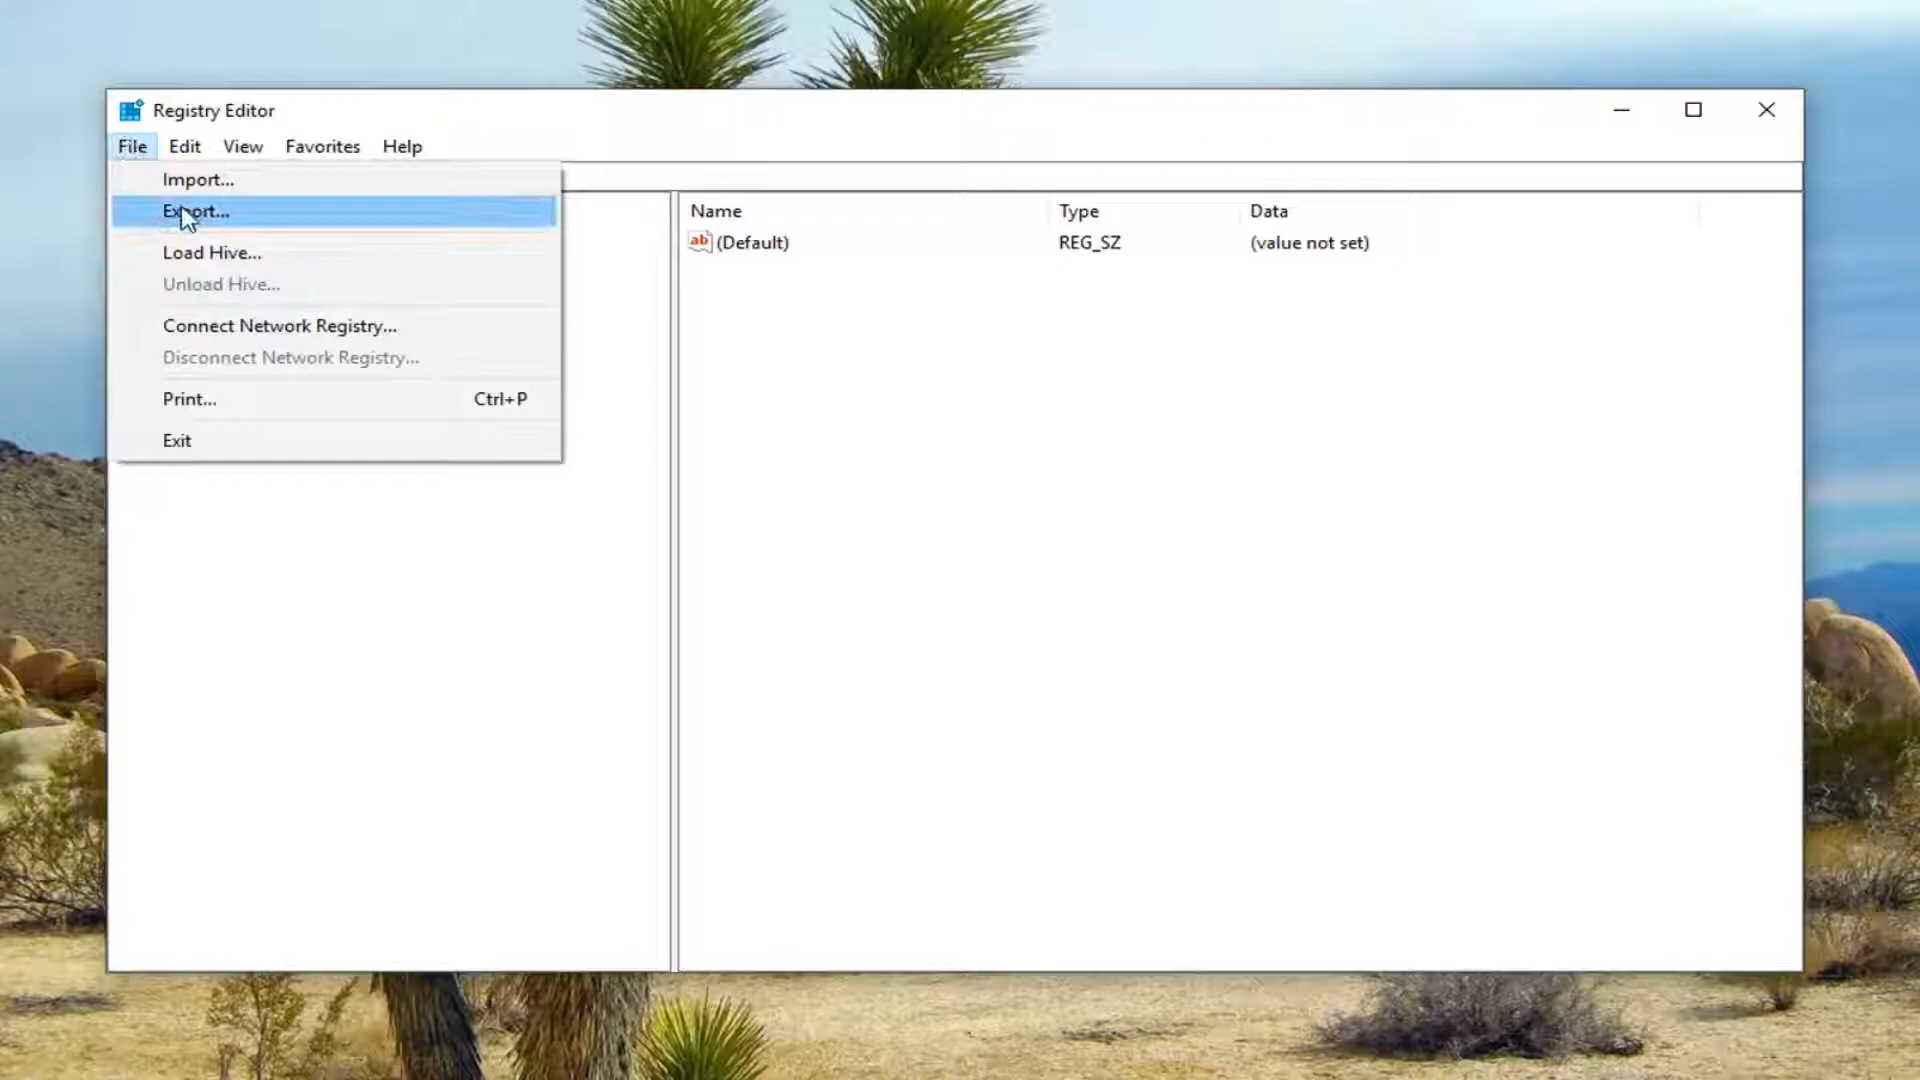 Registry Editor
File Edit View Favorites Help
Import...
Export...
Load Hive...
Unload Hive...
Connect Network Registry...
Disconnect Network Registry...
Print... Ctrl+P
Exit
Name Type Data
(Default) REG_SZ (value not set)